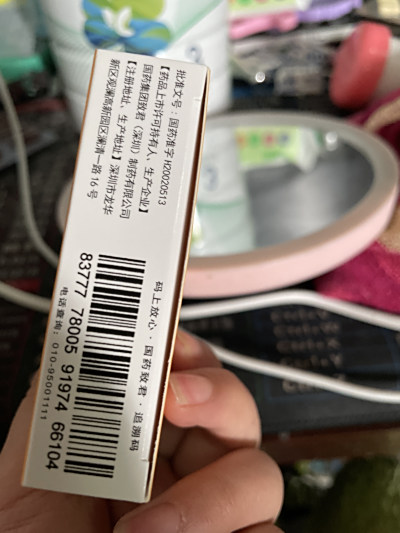 批准文号：国药准字H20020513
【药品上市许可持有人、生产企业】
国药集团致君（深圳）制药有限公司
【注册地址、生产地址】深圳市龙华
新区观澜高新园区澜清一路16号
码上放心·国药致君·追溯码
83777 78005 91974 66104
电话查询：010-95001111